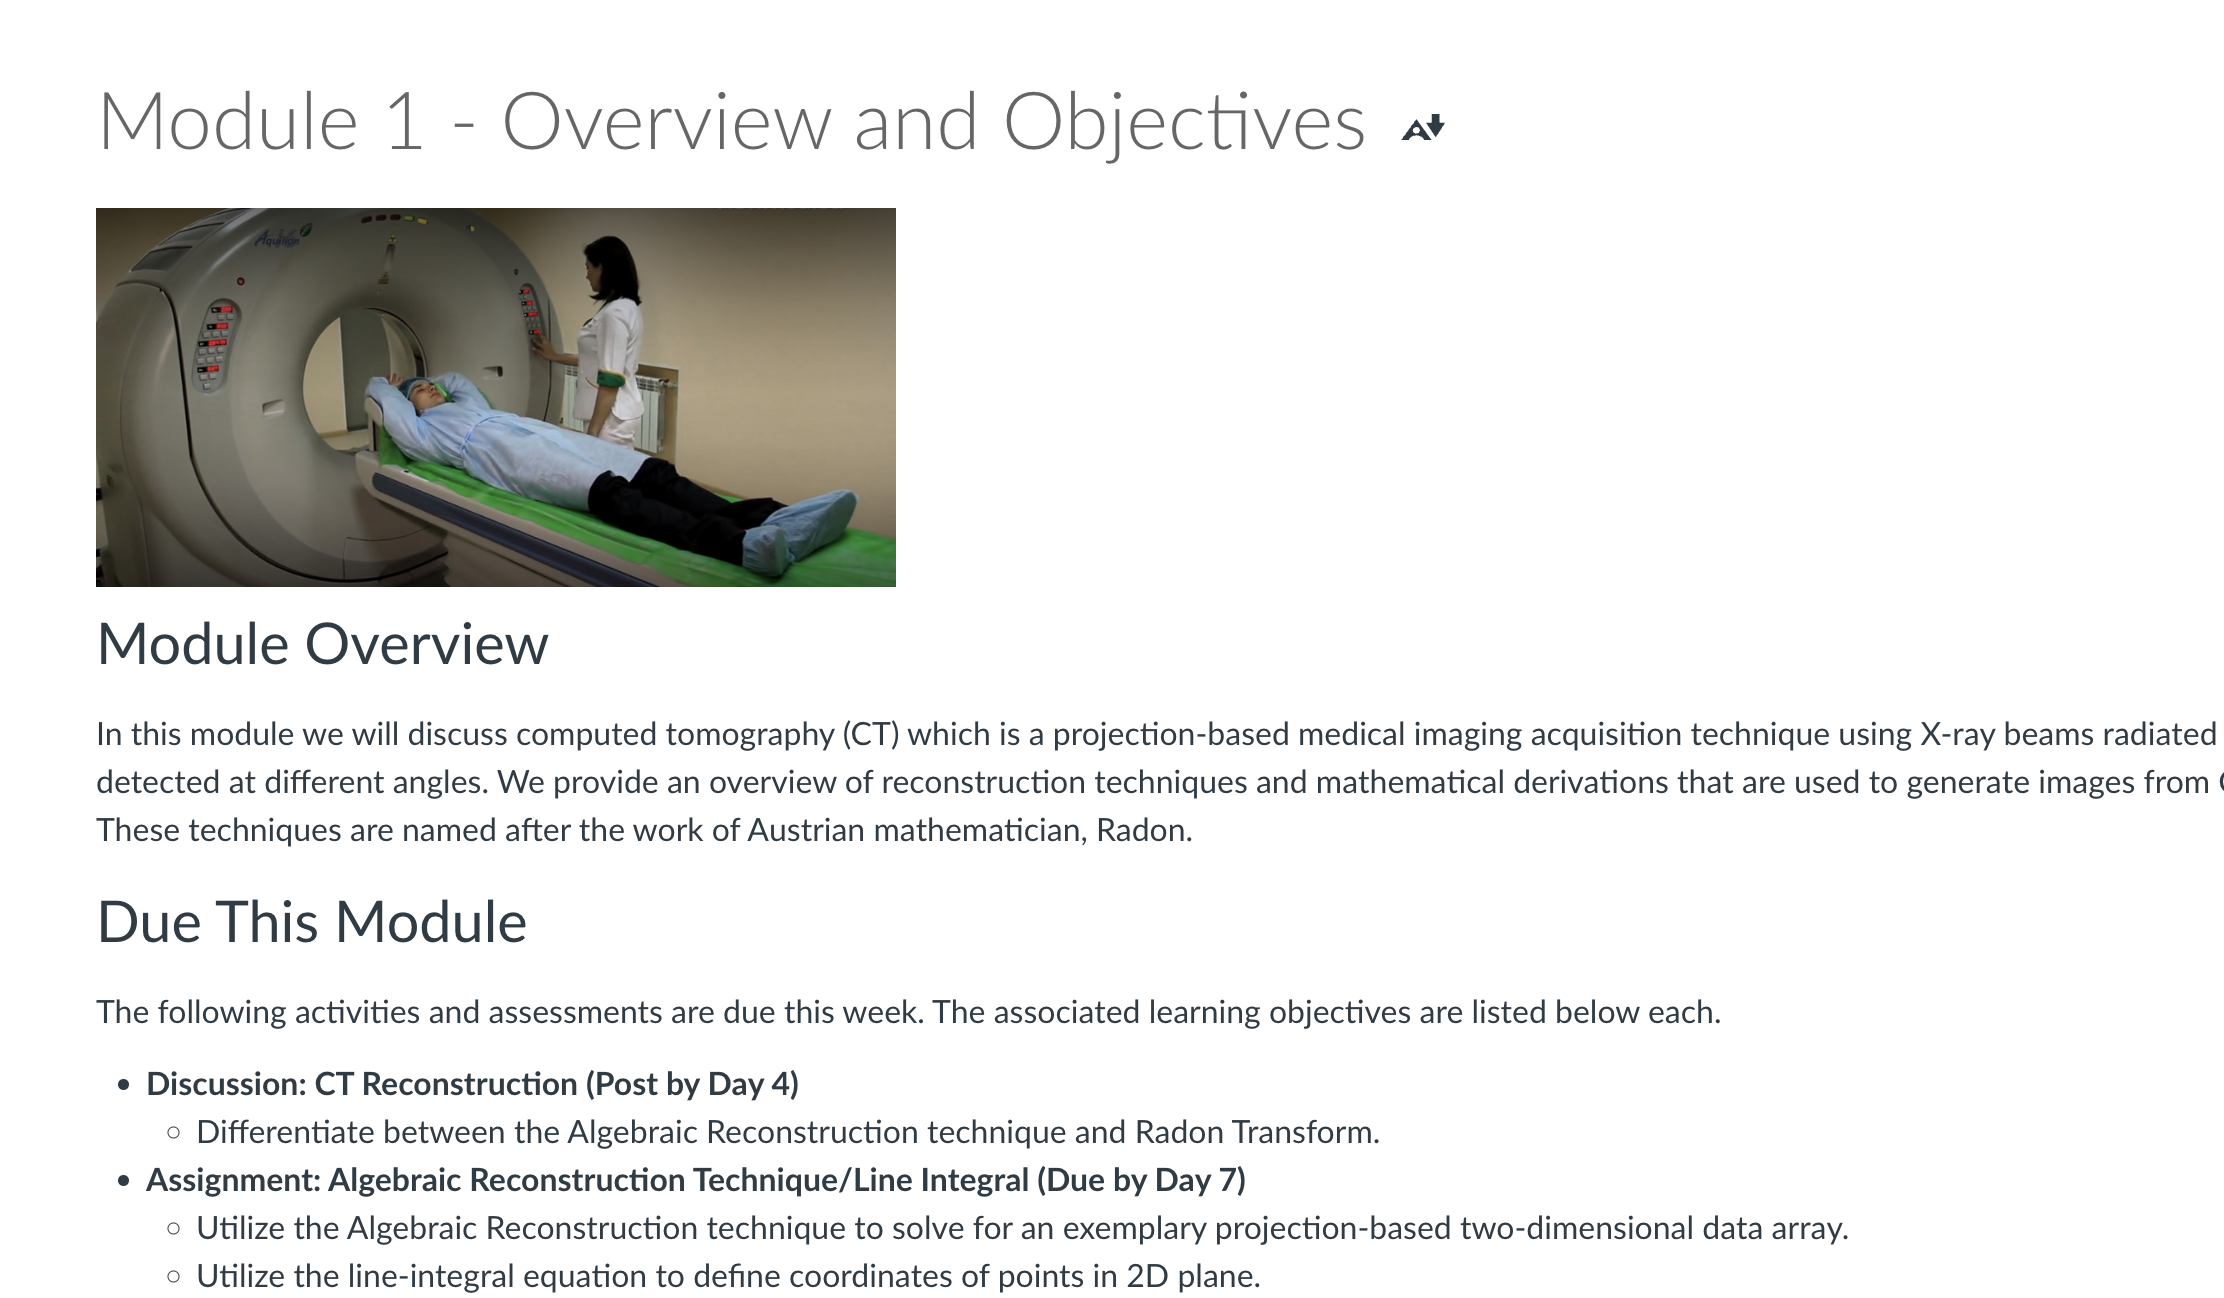 Module 1 - Overview and Objectives
Aquilion
Module Overview
In this module we will discuss computed tomography (CT) which is a projection-based medical imaging acquisition technique using X-ray beams radiated
detected at different angles. We provide an overview of reconstruction techniques and mathematical derivations that are used to generate images from
These techniques are named after the work of Austrian mathematician, Radon.
Due This Module
The following activities and assessments are due this week. The associated learning objectives are listed below each.
• Discussion: CT Reconstruction (Post by Day 4)
◦ Differentiate between the Algebraic Reconstruction technique and Radon Transform.
• Assignment: Algebraic Reconstruction Technique/Line Integral (Due by Day 7)
◦ Utilize the Algebraic Reconstruction technique to solve for an exemplary projection-based two-dimensional data array.
◦ Utilize the line-integral equation to define coordinates of points in 2D plane.